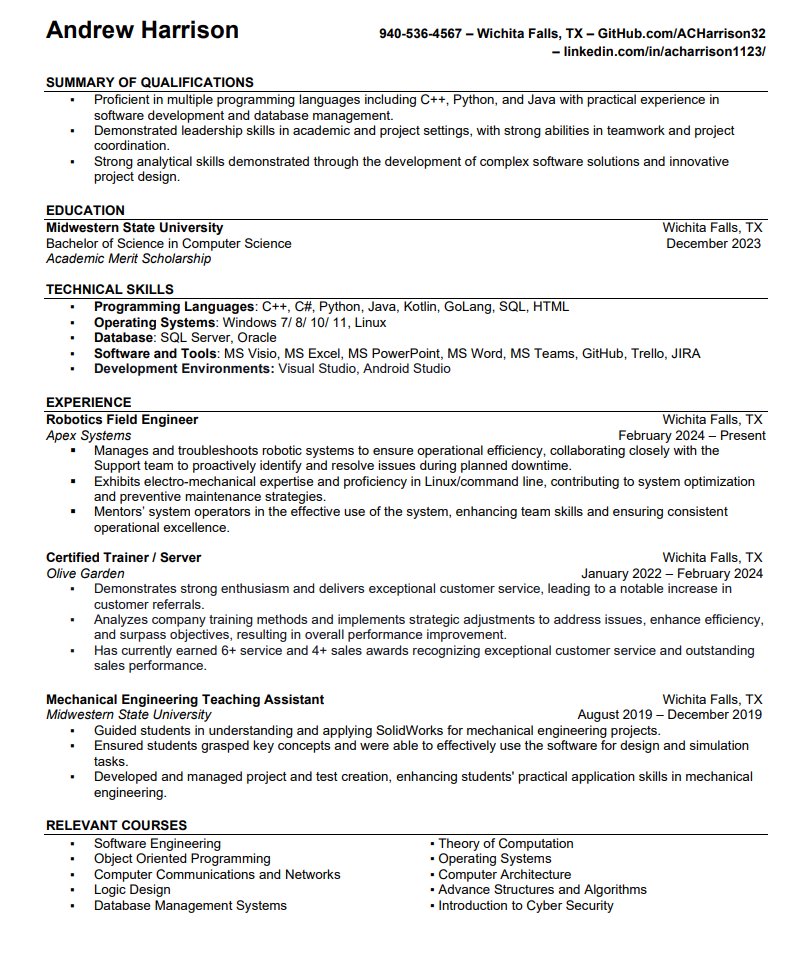 Andrew Harrison
940-536-4567 – Wichita Falls, TX – GitHub.com/ACHarrison32
– linkedin.com/in/acharrison1123/
SUMMARY OF QUALIFICATIONS
▪ Proficient in multiple programming languages including C++, Python, and Java with practical experience in
software development and database management.
▪ Demonstrated leadership skills in academic and project settings, with strong abilities in teamwork and project
coordination.
▪ Strong analytical skills demonstrated through the development of complex software solutions and innovative
project design.
EDUCATION
Midwestern State University Wichita Falls, TX
Bachelor of Science in Computer Science December 2023
Academic Merit Scholarship
TECHNICAL SKILLS
▪ Programming Languages: C++, C#, Python, Java, Kotlin, GoLang, SQL, HTML
▪ Operating Systems: Windows 7/ 8/ 10/ 11, Linux
▪ Database: SQL Server, Oracle
▪ Software and Tools: MS Visio, MS Excel, MS PowerPoint, MS Word, MS Teams, GitHub, Trello, JIRA
▪ Development Environments: Visual Studio, Android Studio
EXPERIENCE
Robotics Field Engineer Wichita Falls, TX
Apex Systems February 2024 – Present
▪ Manages and troubleshoots robotic systems to ensure operational efficiency, collaborating closely with the
Support team to proactively identify and resolve issues during planned downtime.
▪ Exhibits electro-mechanical expertise and proficiency in Linux/command line, contributing to system optimization
and preventive maintenance strategies.
▪ Mentors’ system operators in the effective use of the system, enhancing team skills and ensuring consistent
operational excellence.
Certified Trainer / Server Wichita Falls, TX
Olive Garden January 2022 – February 2024
▪ Demonstrates strong enthusiasm and delivers exceptional customer service, leading to a notable increase in
customer referrals.
▪ Analyzes company training methods and implements strategic adjustments to address issues, enhance efficiency,
and surpass objectives, resulting in overall performance improvement.
▪ Has currently earned 6+ service and 4+ sales awards recognizing exceptional customer service and outstanding
sales performance.
Mechanical Engineering Teaching Assistant Wichita Falls, TX
Midwestern State University August 2019 – December 2019
▪ Guided students in understanding and applying SolidWorks for mechanical engineering projects.
▪ Ensured students grasped key concepts and were able to effectively use the software for design and simulation
tasks.
▪ Developed and managed project and test creation, enhancing students' practical application skills in mechanical
engineering.
RELEVANT COURSES
▪ Software Engineering ▪ Theory of Computation
▪ Object Oriented Programming ▪ Operating Systems
▪ Computer Communications and Networks ▪ Computer Architecture
▪ Logic Design ▪ Advance Structures and Algorithms
▪ Database Management Systems ▪ Introduction to Cyber Security